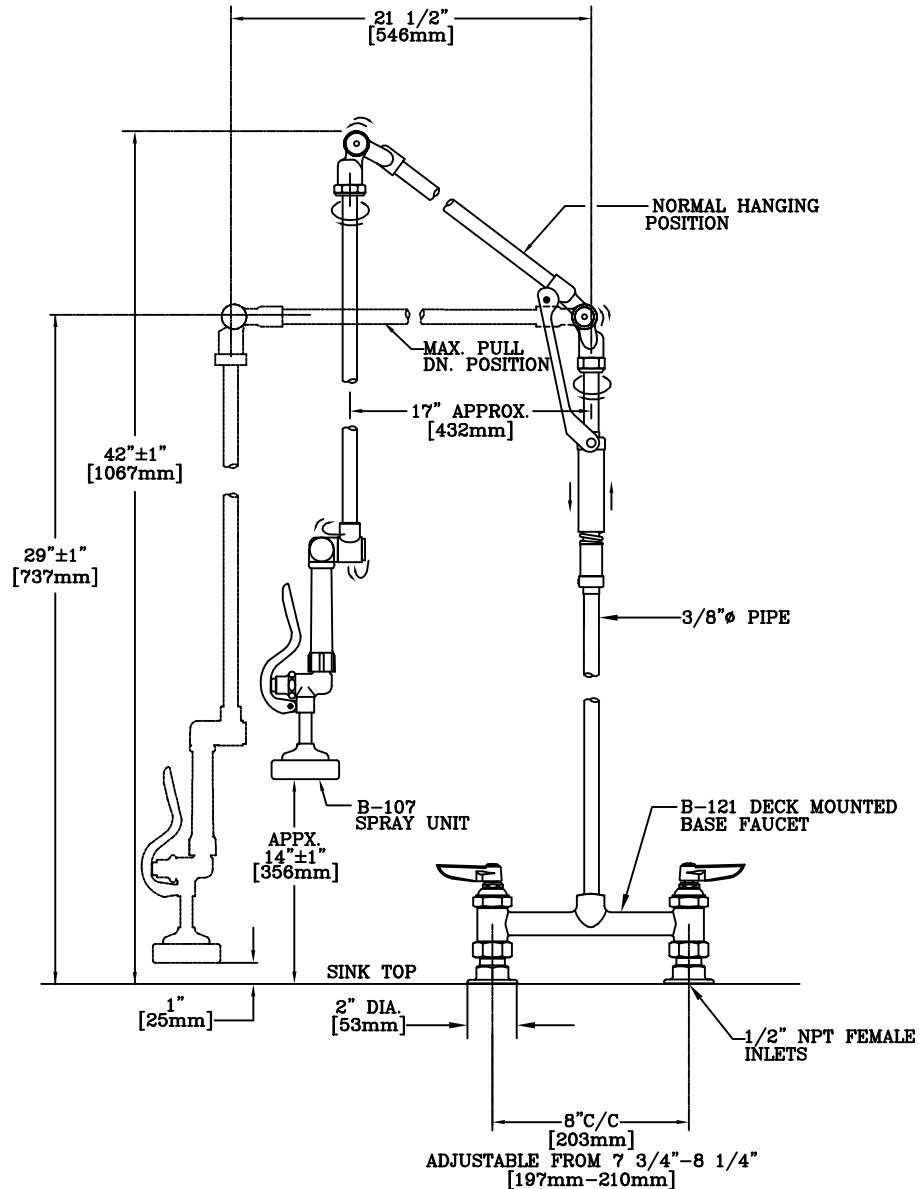 21 1/2"
[546mm]
NORMAL HANGING
POSITION
MAX. PULL
DN. POSITION
17" APPROX.
[432mm]
42"±1"
[1067mm]
29"±1"
[737mm]
3/8"ø PIPE
B-107
SPRAY UNIT
B-121 DECK MOUNTED
BASE FAUCET
APPX.
14"±1"
[356mm]
SINK TOP
1"
[25mm]
2" DIA.
[53mm]
1/2" NPT FEMALE
INLETS
8"C/C
[203mm]
ADJUSTABLE FROM 7 3/4"-8 1/4"
[197mm-210mm]